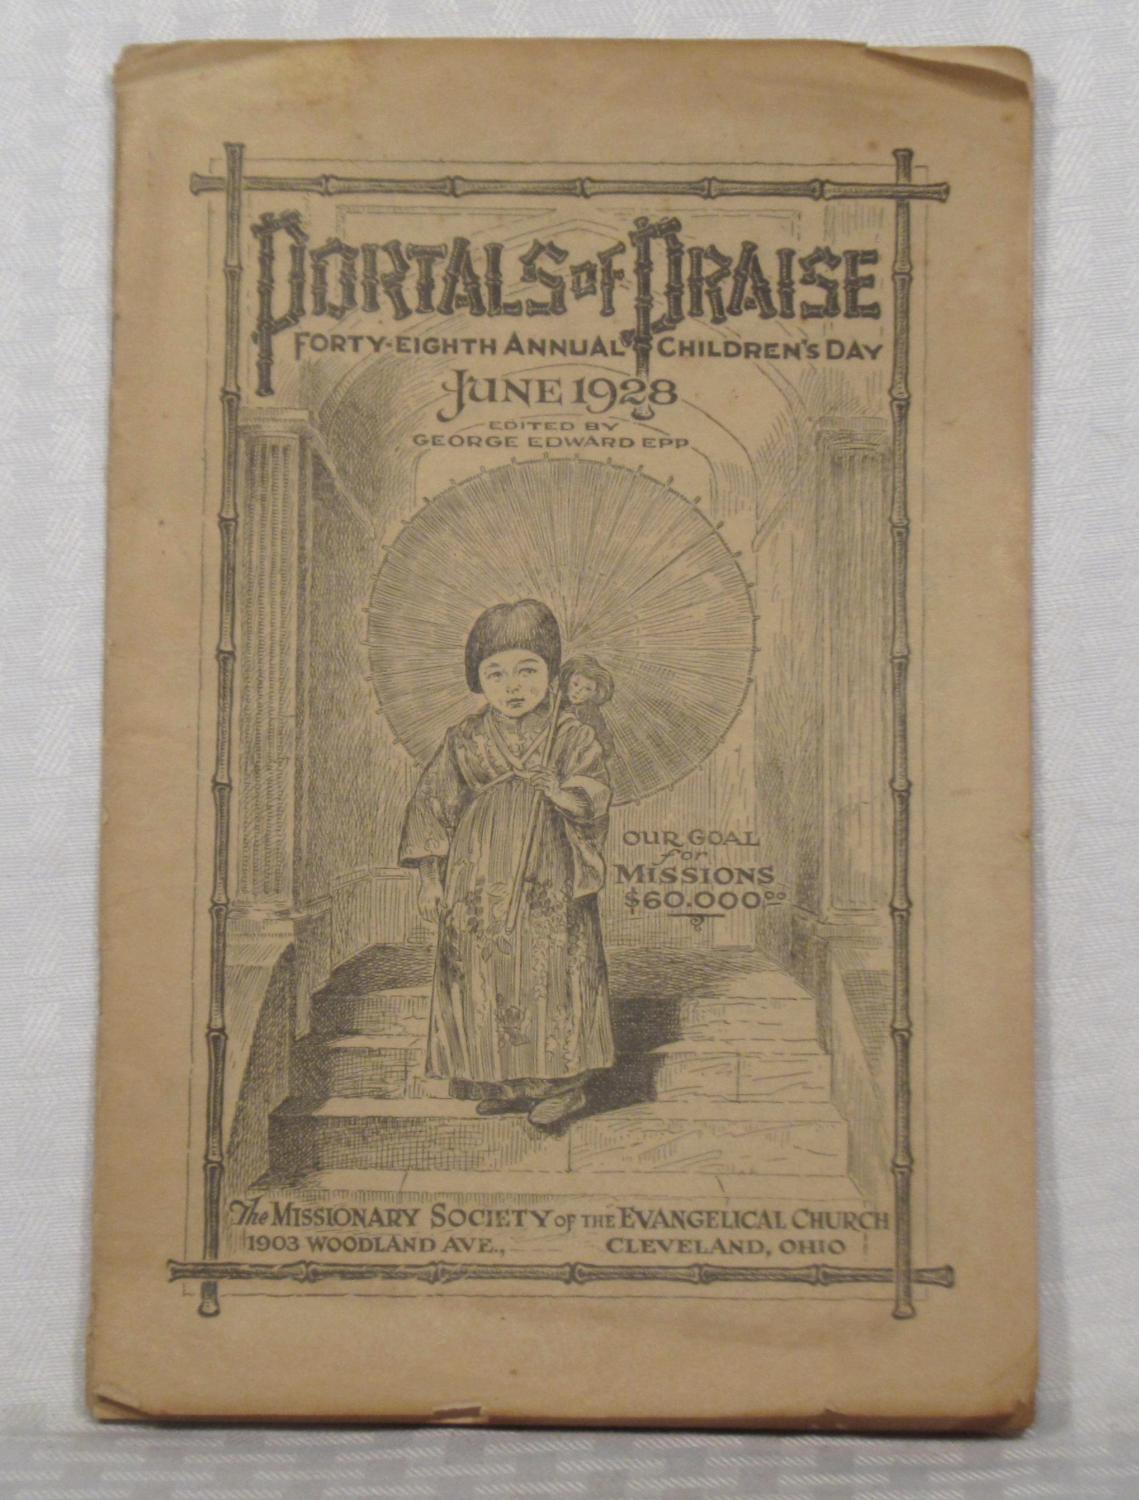 PORTALS OF PRAISE
FORTY-EIGHTH ANNUAL CHILDREN'S DAY
JUNE 1928
EDITED BY
GEORGE EDWARD EPP
OUR GOAL
for
MISSIONS
$60.000.00
The MISSIONARY SOCIETY OF THE EVANGELICAL CHURCH
1903 WOODLAND AVE., CLEVELAND, OHIO